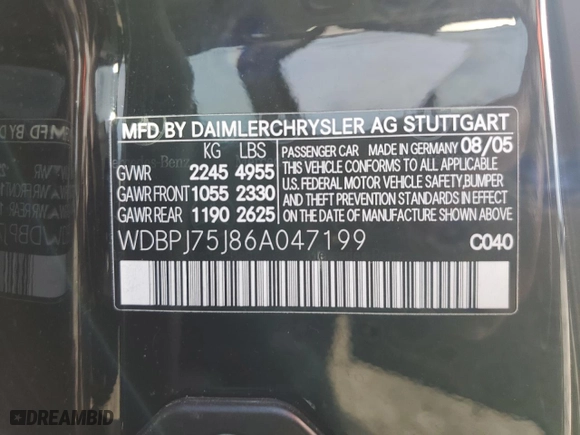 MFD BY DAIMLERCHRYSLER AG STUTTGART
KG LBS
GVWR 2245 4955
GAWR FRONT 1055 2330
GAWR REAR 1190 2625
PASSENGER CAR MADE IN GERMANY 08/05
THIS VEHICLE CONFORMS TO ALL APPLICABLE
U.S. FEDERAL MOTOR VEHICLE SAFETY,BUMPER
AND THEFT PREVENTION STANDARDS IN EFFECT
ON THE DATE OF MANUFACTURE SHOWN ABOVE.
WDBPJ75J86A047199
C040
DREAMBID